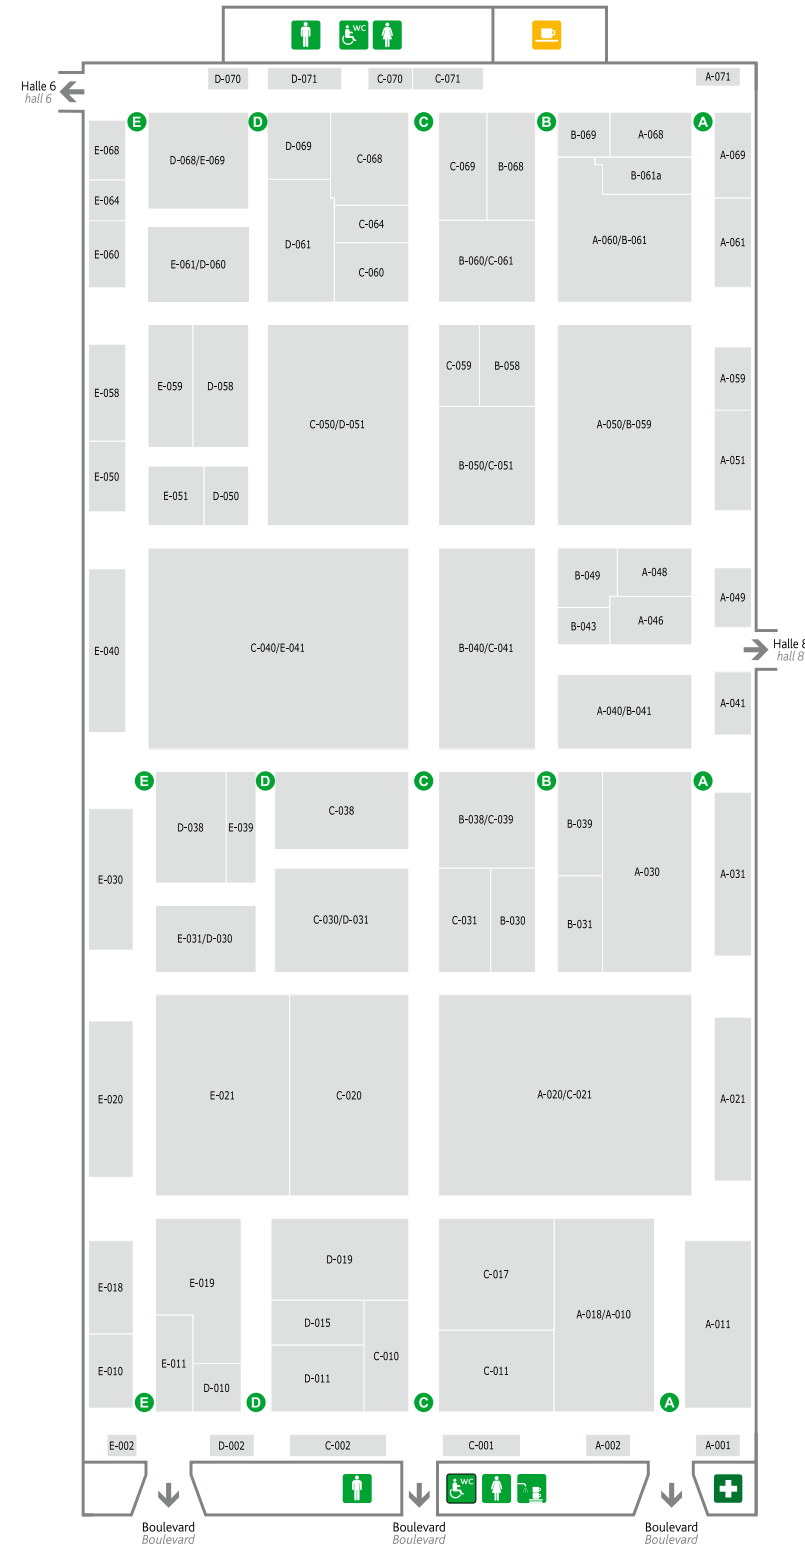 WC
Halle 6
hall 6
D-070
D-071
C-070
C-071
A-071
E
D
C
B
A
E-068
D-068/E-069
D-069
C-068
C-069
B-068
B-069
A-068
A-069
B-061a
E-064
C-064
E-060
E-061/D-060
D-061
C-060
B-060/C-061
A-060/B-061
A-061
E-058
E-059
D-058
C-050/D-051
C-059
B-058
A-050/B-059
A-059
E-050
E-051
D-050
B-050/C-051
A-051
B-049
A-048
A-049
B-043
A-046
E-040
C-040/E-041
B-040/C-041
Halle 8
hall 8
A-040/B-041
A-041
E
D
C
B
A
D-038
E-039
C-038
B-038/C-039
B-039
A-030
A-031
E-030
E-031/D-030
C-030/D-031
C-031
B-030
B-031
E-020
E-021
C-020
A-020/C-021
A-021
E-018
E-019
D-019
C-017
A-018/A-010
A-011
D-015
E-010
E-011
D-010
D-011
C-010
C-011
E
D
C
A
E-002
D-002
C-002
C-001
A-002
A-001
WC
Boulevard
Boulevard
Boulevard
Boulevard
Boulevard
Boulevard